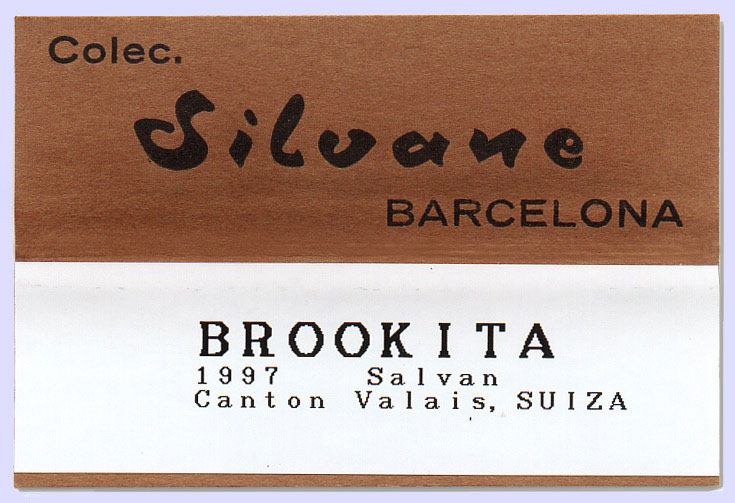 Colec.
Silvane
BARCELONA
BROOKITA
1997 Salvan
Canton Valais, SUIZA